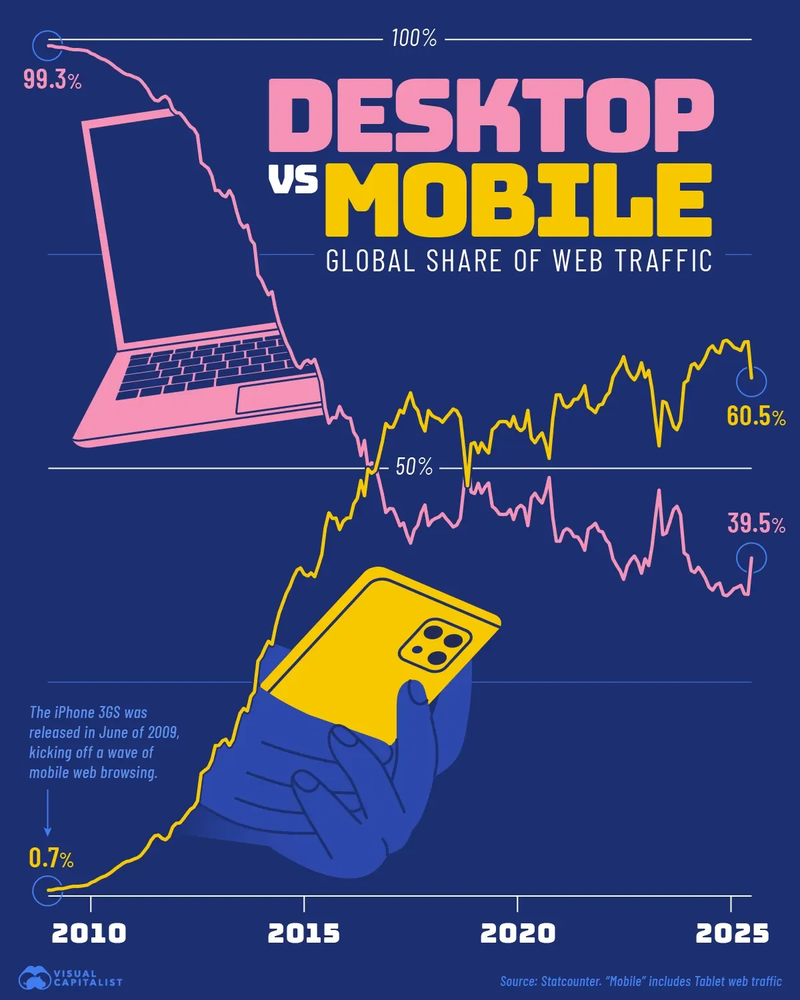 100%
99.3%
DESKTOP
VS MOBILE
GLOBAL SHARE OF WEB TRAFFIC
60.5%
50%
39.5%
The iPhone 3GS was
released in June of 2009,
kicking off a wave of
mobile web browsing.
0.7%
2010 2015 2020 2025
VISUAL
CAPITALIST
Source: Statcounter. “Mobile” includes Tablet web traffic